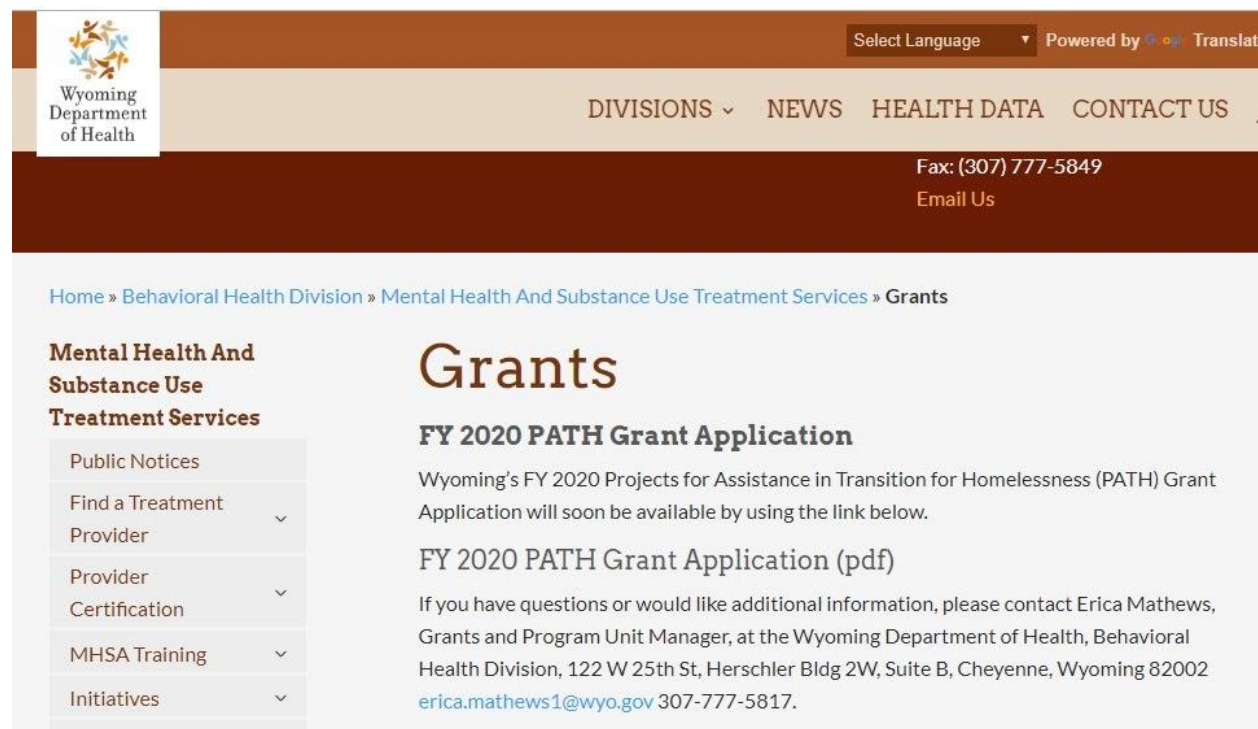 Select Language
Powered by Google Translat
Wyoming
Department
of Health
DIVISIONS NEWS HEALTH DATA CONTACT US
Fax: (307) 777-5849
Email Us
Home » Behavioral Health Division » Mental Health And Substance Use Treatment Services » Grants
Mental Health And
Substance Use
Treatment Services
Public Notices
Find a Treatment
Provider
Provider
Certification
MHSA Training
Initiatives
Grants
FY 2020 PATH Grant Application
Wyoming's FY 2020 Projects for Assistance in Transition for Homelessness (PATH) Grant
Application will soon be available by using the link below.
FY 2020 PATH Grant Application (pdf)
If you have questions or would like additional information, please contact Erica Mathews,
Grants and Program Unit Manager, at the Wyoming Department of Health, Behavioral
Health Division, 122 W 25th St, Herschler Bldg 2W, Suite B, Cheyenne, Wyoming 82002
erica.mathews1@wyo.gov 307-777-5817.